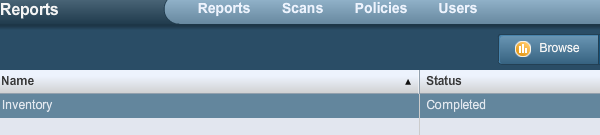 Reports Reports Scans Policies Users
Browse
Name Status
Inventory Completed